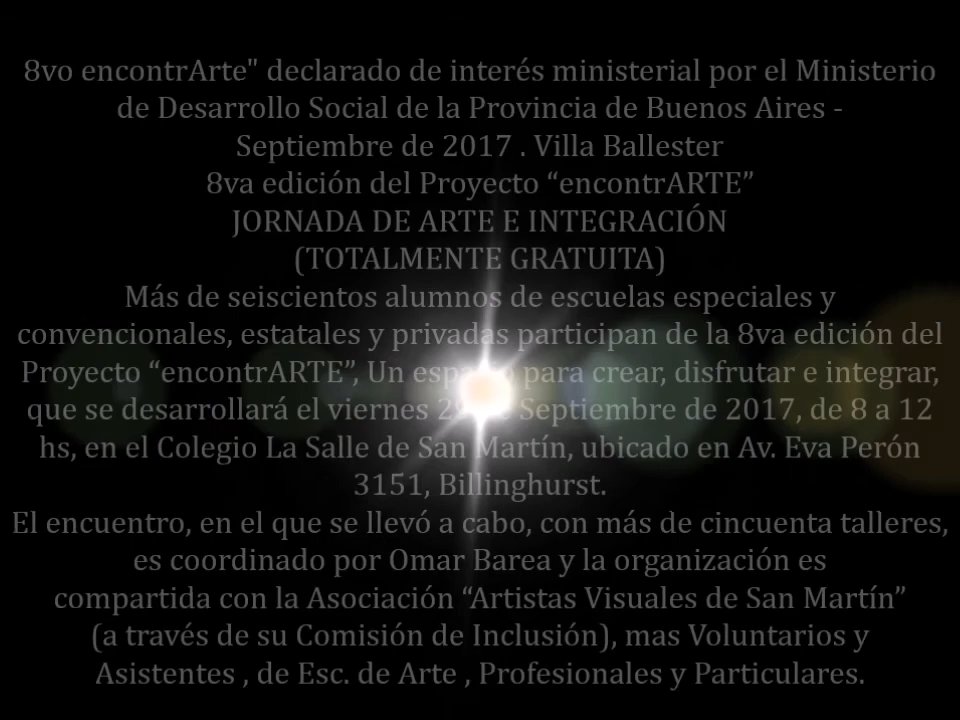 8vo encontrArte" declarado de interés ministerial por el Ministerio
de Desarrollo Social de la Provincia de Buenos Aires -
Septiembre de 2017 . Villa Ballester
8va edición del Proyecto “encontrARTE”
JORNADA DE ARTE E INTEGRACIÓN
(TOTALMENTE GRATUITA)
Más de seiscientos alumnos de escuelas especiales y
convencionales, estatales y privadas participan de la 8va edición del
Proyecto “encontrARTE”, Un espacio para crear, disfrutar e integrar,
que se desarrollará el viernes Septiembre de 2017, de 8 a 12
hs, en el Colegio La Salle de San Martín, ubicado en Av. Eva Perón
3151, Billinghurst.
El encuentro, en el que se llevó a cabo, con más de cincuenta talleres,
es coordinado por Omar Barea y la organización es
compartida con la Asociación “Artistas Visuales de San Martín”
(a través de su Comisión de Inclusión), mas Voluntarios y
Asistentes , de Esc. de Arte , Profesionales y Particulares.